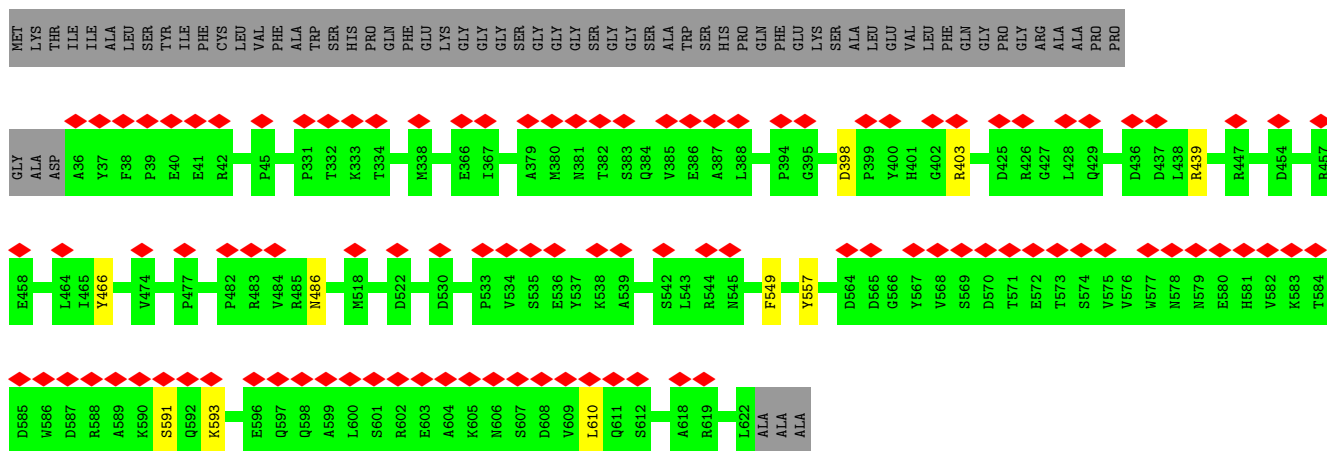 MET LYS THR ILE ILE ALA LEU SER TYR ILE PHE CYS LEU VAL PHE ALA TRP SER HIS PRO GLN PHE GLU LYS GLY GLY GLY SER GLY GLY GLY SER GLY GLY SER ALA TRP SER HIS PRO GLN PHE GLU LYS SER ALA LEU GLU VAL LEU PHE GLN GLY PRO GLY ARG ALA ALA PRO PRO
GLY ALA ASP A36 Y37 F38 P39 E40 E41 R42 P45 P331 T332 K333 T334 M338 E366 I367 A379 M380 N381 T382 S383 Q384 V385 E386 A387 L388 P394 G395 D398 P399 Y400 H401 G402 R403 D425 R426 G427 L428 Q429 D436 D437 L438 R439 R447 D454 R457
E458 L464 I465 Y466 V474 P477 P482 R483 V484 R485 N486 M518 D522 D530 P533 V534 S535 E536 Y537 K538 A539 S542 L543 R544 N545 F549 Y557 D564 D565 G566 Y567 V568 S569 D570 T571 E572 T573 S574 V575 V576 W577 N578 N579 E580 H581 V582 K583 T584
D585 W586 D587 R588 A589 K590 S591 Q592 K593 E596 Q597 Q598 A599 L600 S601 R602 E603 A604 K605 N606 S607 D608 V609 L610 Q611 S612 A618 R619 L622 ALA ALA ALA